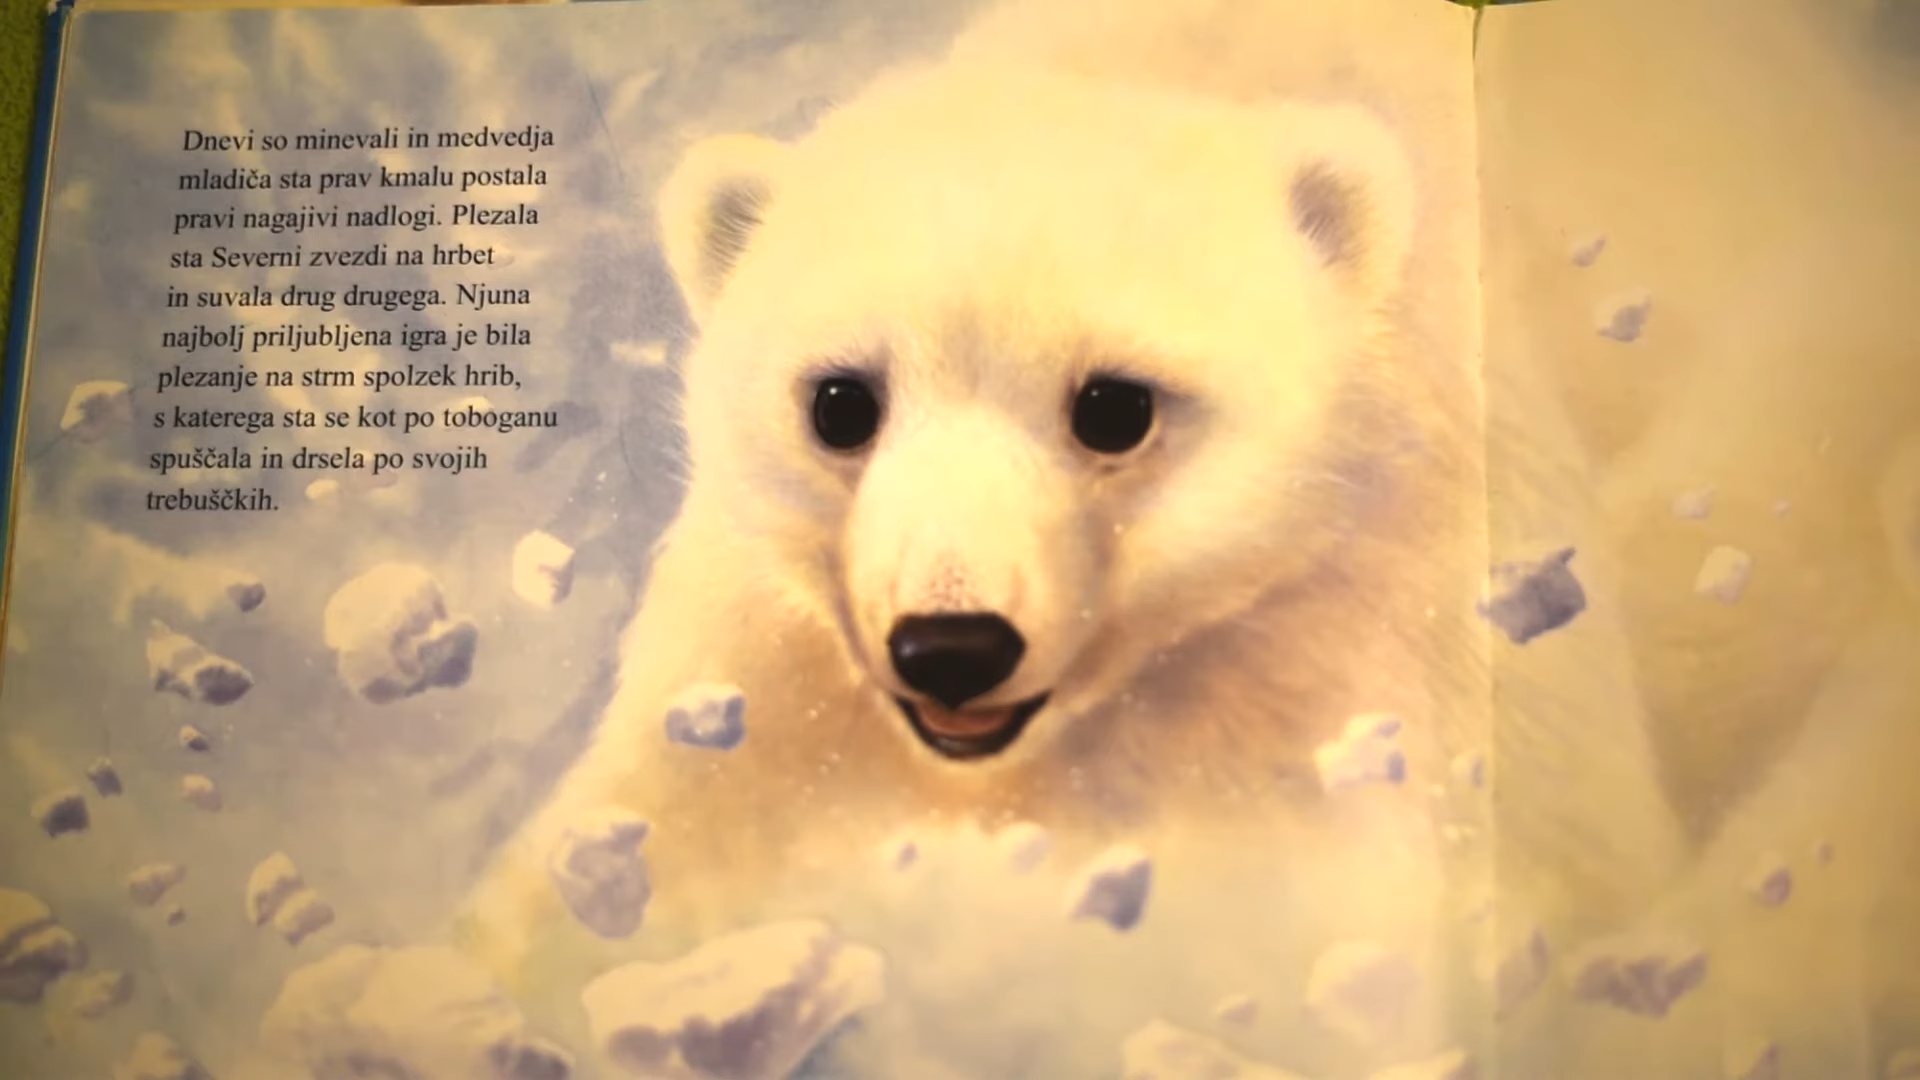 Dnevi so minevali in medvedja
mladiča sta prav kmalu postala
pravi nagajivi nadlogi. Plezala
sta Severni zvezdi na hrbet
in suvala drug drugega. Njuna
najbolj priljubljena igra je bila
plezanje na strm spolzek hrib,
s katerega sta se kot po toboganu
spuščala in drsela po svojih
trebuščkih.